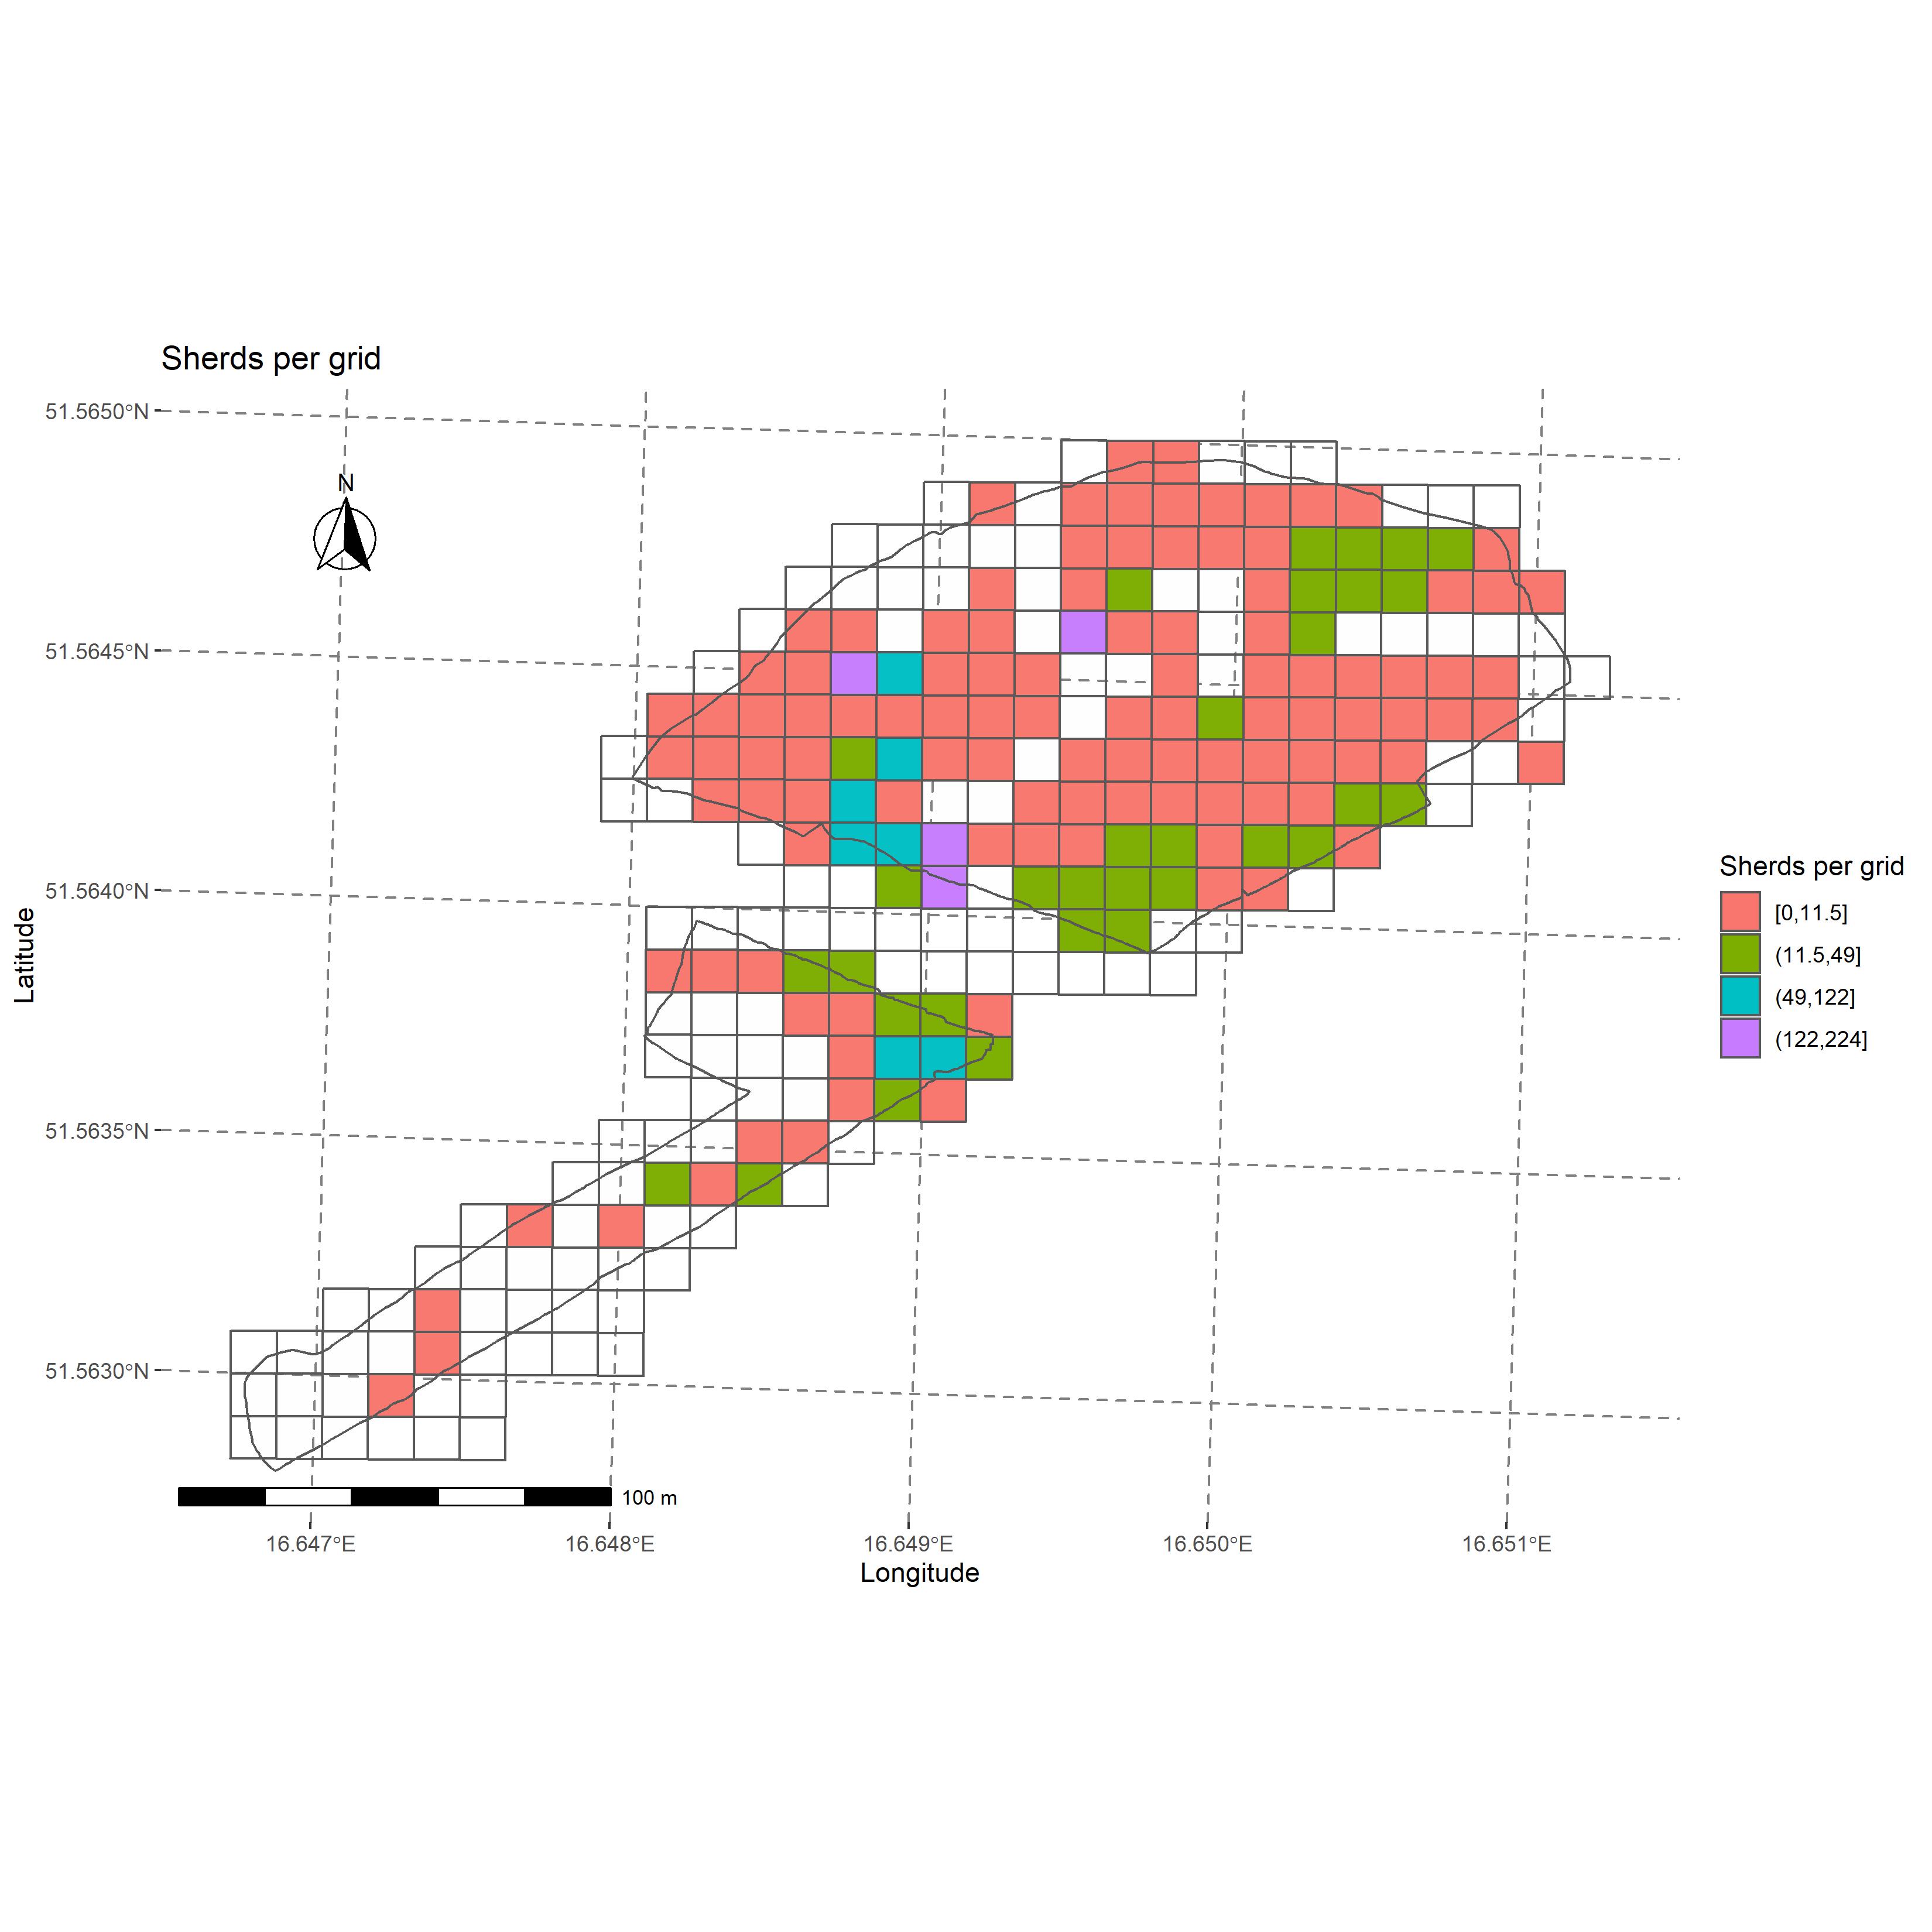 Sherds per grid
51.5650°N
51.5645°N
51.5640°N
51.5635°N
51.5630°N
Latitude
N
100 m
16.647°E
16.648°E
16.649°E
16.650°E
16.651°E
Longitude
Sherds per grid
[0,11.5]
(11.5,49]
(49,122]
(122,224]